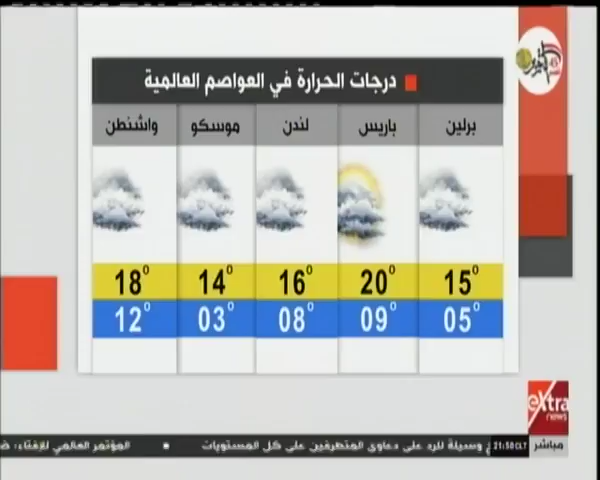 درجات الحرارة في العواصم العالمية
برلين باريس لندن موسكو واشنطن
15° 20° 16° 14° 18°
05° 09° 08° 03° 12°
eXtra
news
مباشر
21:50CLT وسيلة للرد على دعاوى المتطرفين على كل المستويات ■ المؤتمر العالمي للإفتاء: